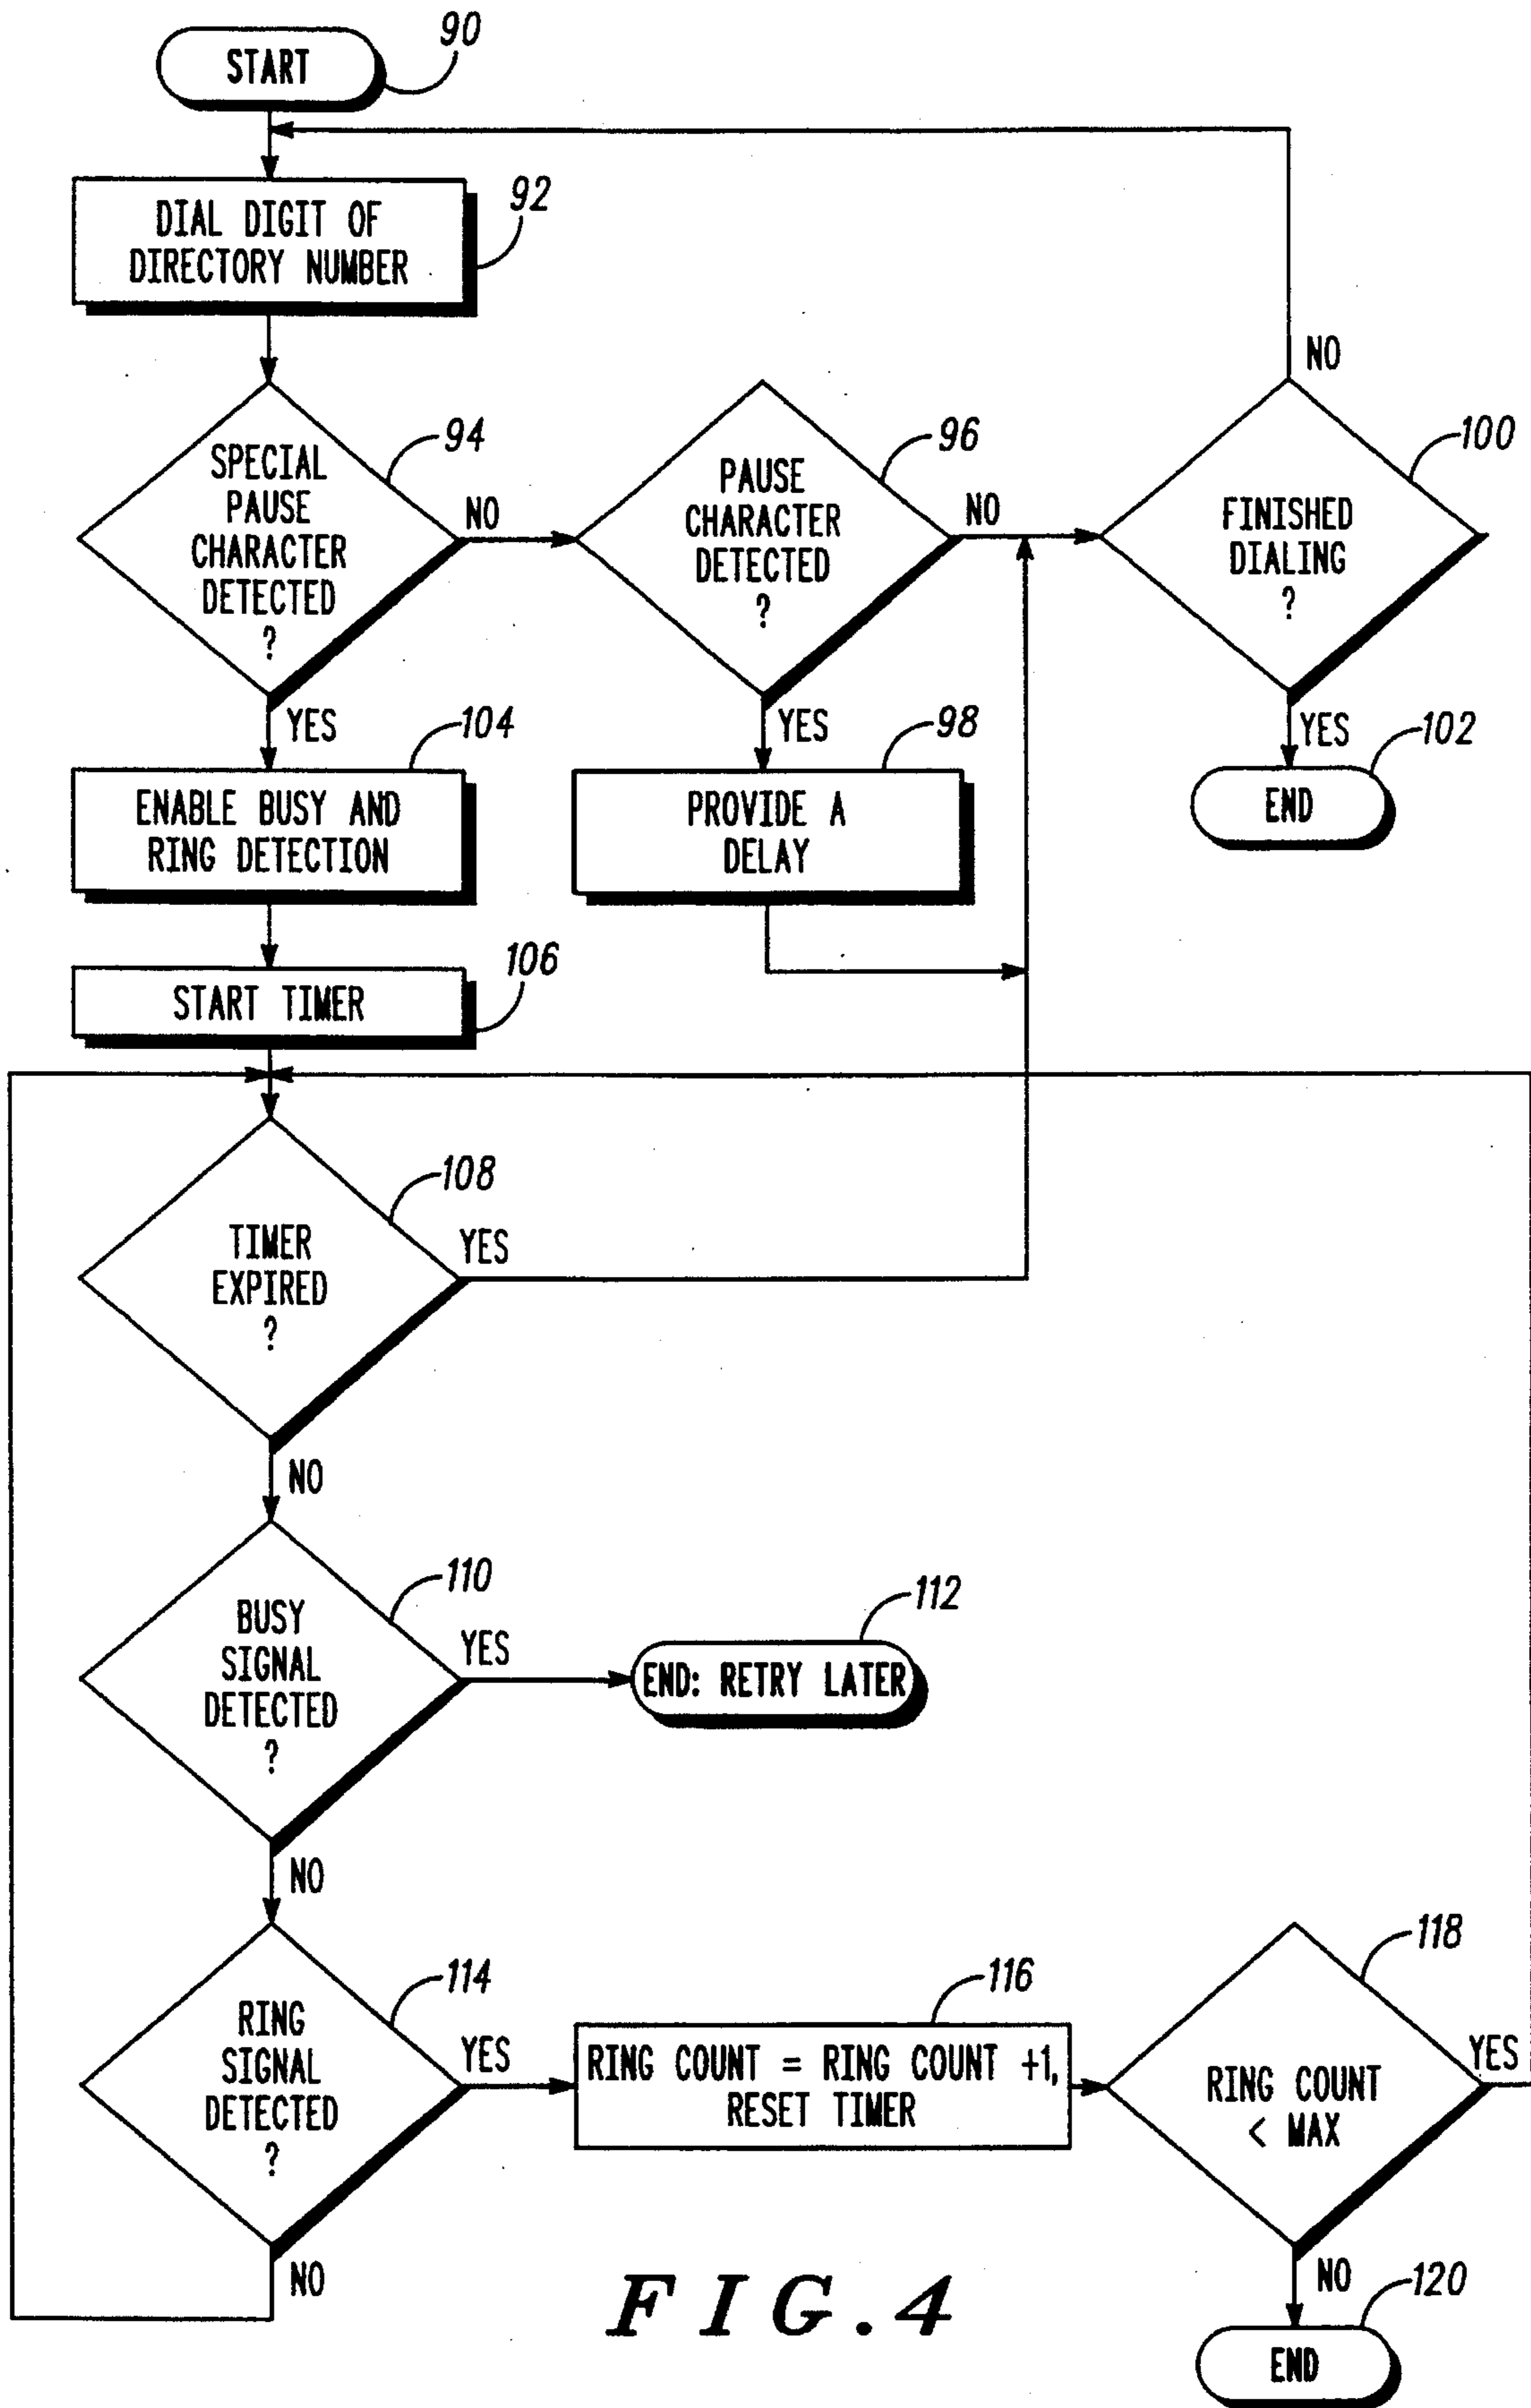 START
90
DIAL DIGIT OF
DIRECTORY NUMBER
92
SPECIAL
PAUSE
CHARACTER
DETECTED
?
94
NO
YES
PAUSE
CHARACTER
DETECTED
?
96
NO
YES
FINISHED
DIALING
?
100
NO
YES
END
102
ENABLE BUSY AND
RING DETECTION
104
PROVIDE A
DELAY
98
START TIMER
106
TIMER
EXPIRED
?
108
YES
NO
BUSY
SIGNAL
DETECTED
?
110
YES
NO
END: RETRY LATER
112
RING
SIGNAL
DETECTED
?
114
YES
NO
RING COUNT = RING COUNT +1,
RESET TIMER
116
RING COUNT
< MAX
118
YES
NO
END
120
FIG.4